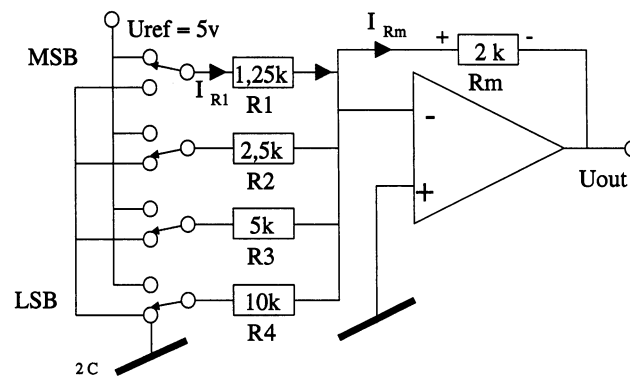 Uref = 5v
I Rm
+ 2 k -
Rm
MSB
1,25k
I R1
R1
2,5k
R2
-
+
Uout
5k
R3
LSB
10k
R4
2 C